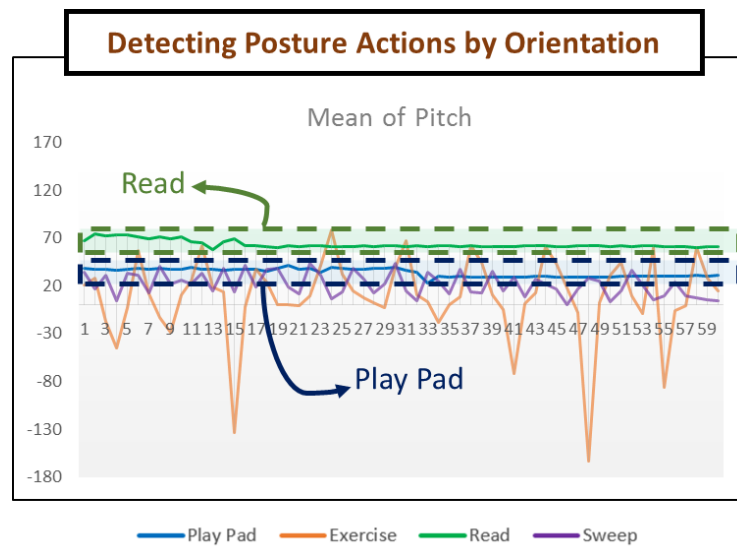 Detecting Posture Actions by Orientation
Mean of Pitch
170
120
70
20
-30
-80
-130
-180
Read
Play Pad
1 3 5 7 9 11 13 15 17 19 21 23 25 27 29 31 33 35 37 39 41 43 45 47 49 51 53 55 57 59
Play Pad Exercise Read Sweep